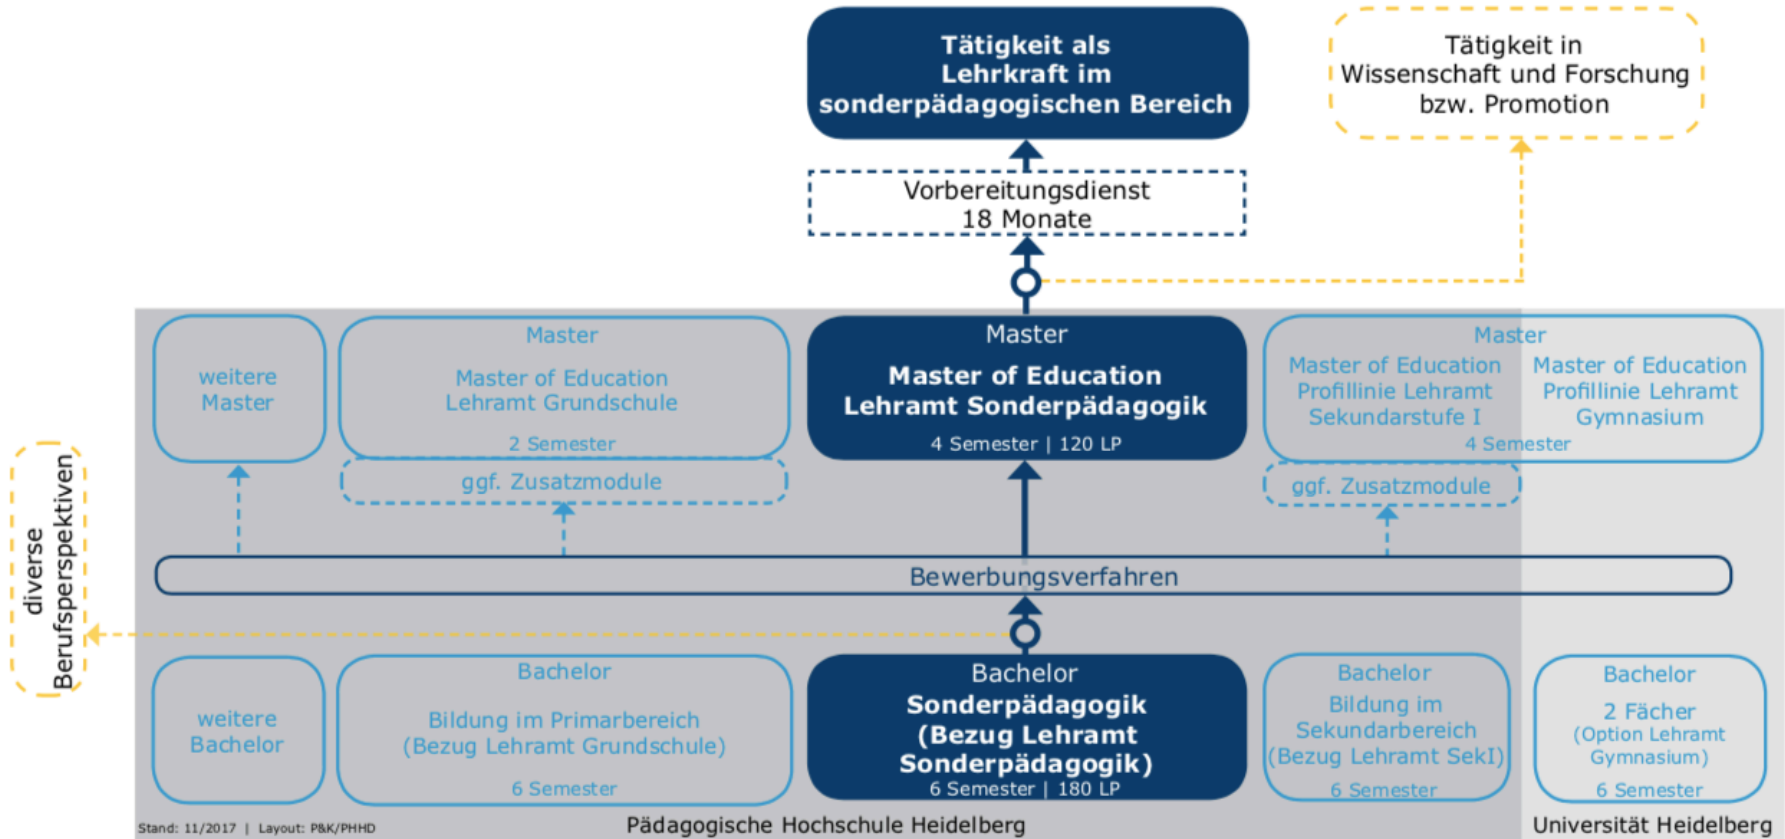 Tätigkeit als
Lehrkraft im
sonderpädagogischen Bereich
Tätigkeit in
Wissenschaft und Forschung
bzw. Promotion
Vorbereitungsdienst
18 Monate
weitere
Master
Master
Master of Education
Lehramt Grundschule
2 Semester
ggf. Zusatzmodule
Master
Master of Education
Lehramt Sonderpädagogik
4 Semester | 120 LP
Master
Master of Education
Profillinie Lehramt
Sekundarstufe I
Master of Education
Profillinie Lehramt
Gymnasium
4 Semester
ggf. Zusatzmodule
diverse
Berufsperspektiven
Bewerbungsverfahren
weitere
Bachelor
Bachelor
Bildung im Primarbereich
(Bezug Lehramt Grundschule)
6 Semester
Bachelor
Sonderpädagogik
(Bezug Lehramt
Sonderpädagogik)
6 Semester | 180 LP
Bachelor
Bildung im
Sekundarbereich
(Bezug Lehramt SekI)
6 Semester
Bachelor
2 Fächer
(Option Lehramt
Gymnasium)
6 Semester
Stand: 11/2017 | Layout: P&K/PHHD
Pädagogische Hochschule Heidelberg
Universität Heidelberg